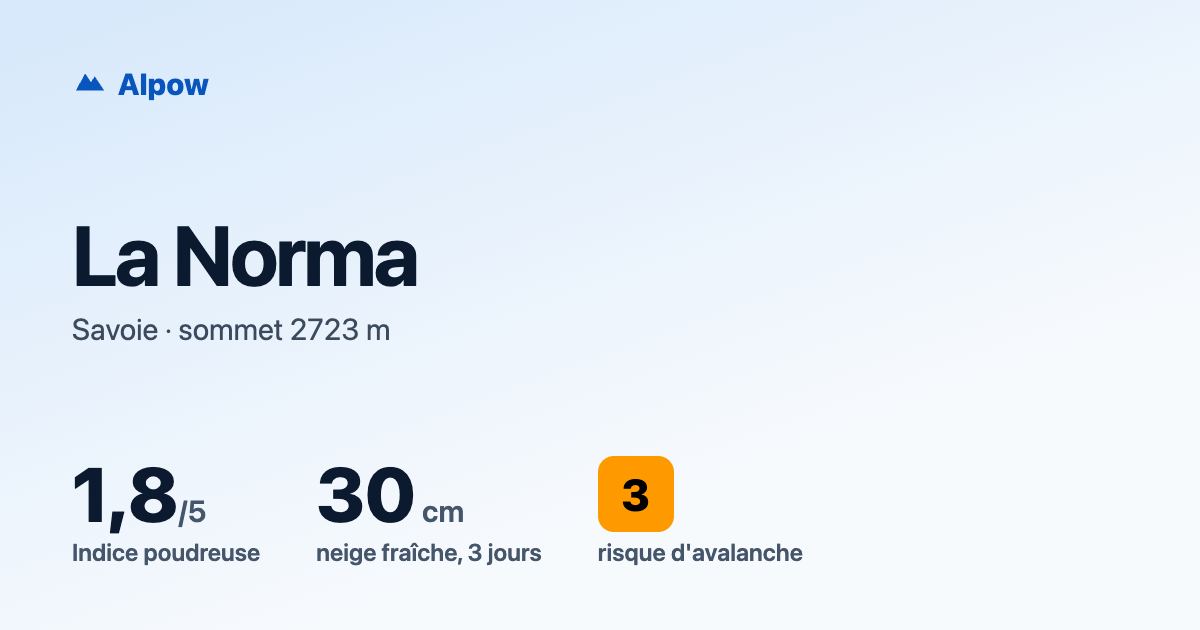 Alpow
La Norma
Savoie · sommet 2723 m
1,8/5
Indice poudreuse
30 cm
neige fraîche, 3 jours
3
risque d'avalanche